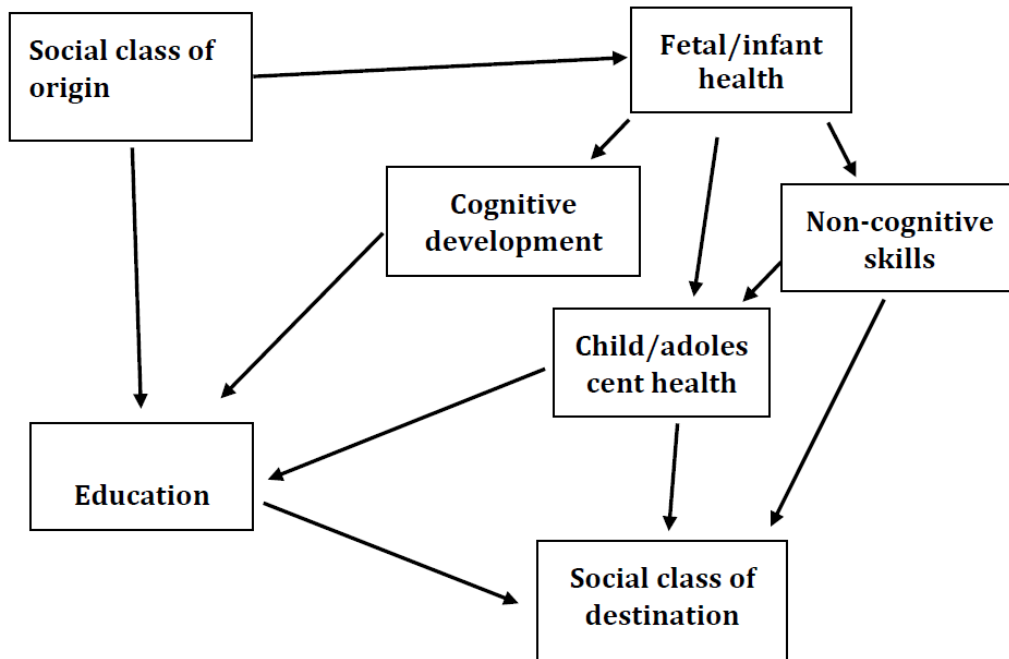 Social class of
origin
Fetal/infant
health
Cognitive
development
Non-cognitive
skills
Child/adoles
cent health
Education
Social class of
destination